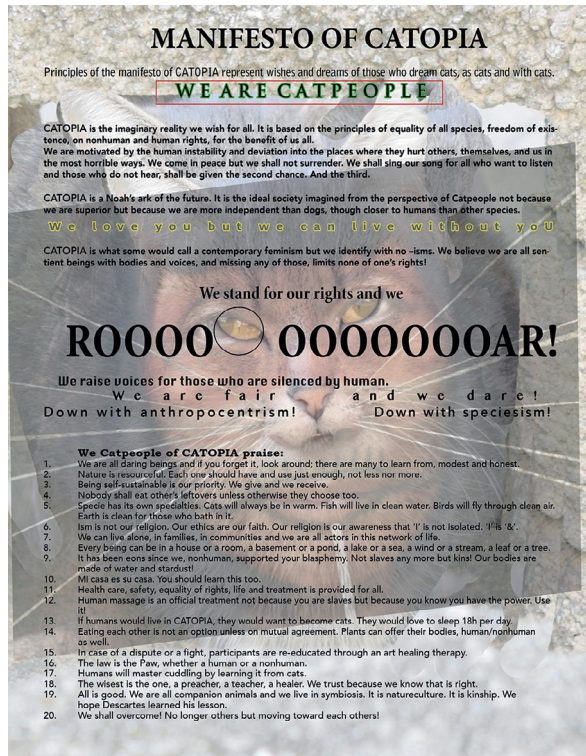 MANIFESTO OF CATOPIA
Principles of the manifesto of CATOPIA represent wishes and dreams of those who dream cats, as cats and with cats.
WE ARE CATPEOPLE
CATOPIA is the imaginary reality we wish for all. It is based on the principles of equality of all species, freedom of exis-
tence, on nonhuman and human rights, for the benefit of us all.
We are motivated by the human instability and deviation into the places where they hurt others, themselves, and us in
the most horrible ways. We come in peace but we shall not surrender. We shall sing our song for all who want to listen
and those who do not hear, shall be given the second chance. And the third.
CATOPIA is a Noah's ark of the future. It is the ideal society imagined from the perspective of Catpeople not because
we are superior but because we are more independent than dogs, though closer to humans than other species.
We love you but we can live without yoU
CATOPIA is what some would call a contemporary feminism but we identify with no –isms. We believe we are all sen-
tient beings with bodies and voices, and missing any of those, limits none of one's rights!
We stand for our rights and we
ROOOO OOOOOOOOAR!
We raise voices for those who are silenced by human.
We are fair and we dare!
Down with anthropocentrism! Down with speciesism!
We Catpeople of CATOPIA praise:
1. We are all daring beings and if you forget it, look around; there are many to learn from, modest and honest.
2. Nature is resourceful. Each one should have and use just enough, not less nor more.
3. Being self-sustainable is our priority. We give and we receive.
4. Nobody shall eat other's leftovers unless otherwise they choose too.
5. Specie has its own specialties. Cats will always be in warm. Fish will live in clean water. Birds will fly through clean air.
Earth is clean for those who bath in it.
6. Ism is not our religion. Our ethics are our faith. Our religion is our awareness that 'I' is not isolated. 'I' is '&'.
7. We can live alone, in families, in communities and we are all actors in this network of life.
8. Every being can be in a house or a room, a basement or a pond, a lake or a sea, a wind or a stream, a leaf or a tree.
9. It has been eons since we, nonhuman, supported your blasphemy. Not slaves any more but kins! Our bodies are
made of water and stardust!
10. Mi casa es su casa. You should learn this too.
11. Health care, safety, equality of rights, life and treatment is provided for all.
12. Human massage is an official treatment not because you are slaves but because you know you have the power. Use
it!
13. If humans would live in CATOPIA, they would want to become cats. They would love to sleep 18h per day.
14. Eating each other is not an option unless on mutual agreement. Plants can offer their bodies, human/nonhuman
as well.
15. In case of a dispute or a fight, participants are re-educated through an art healing therapy.
16. The law is the Paw, whether a human or a nonhuman.
17. Humans will master cuddling by learning it from cats.
18. The wisest is the one, a preacher, a teacher, a healer. We trust because we know that is right.
19. All is good. We are all companion animals and we live in symbiosis. It is natureculture. It is kinship. We
hope Descartes learned his lesson.
20. We shall overcome! No longer others but moving toward each others!